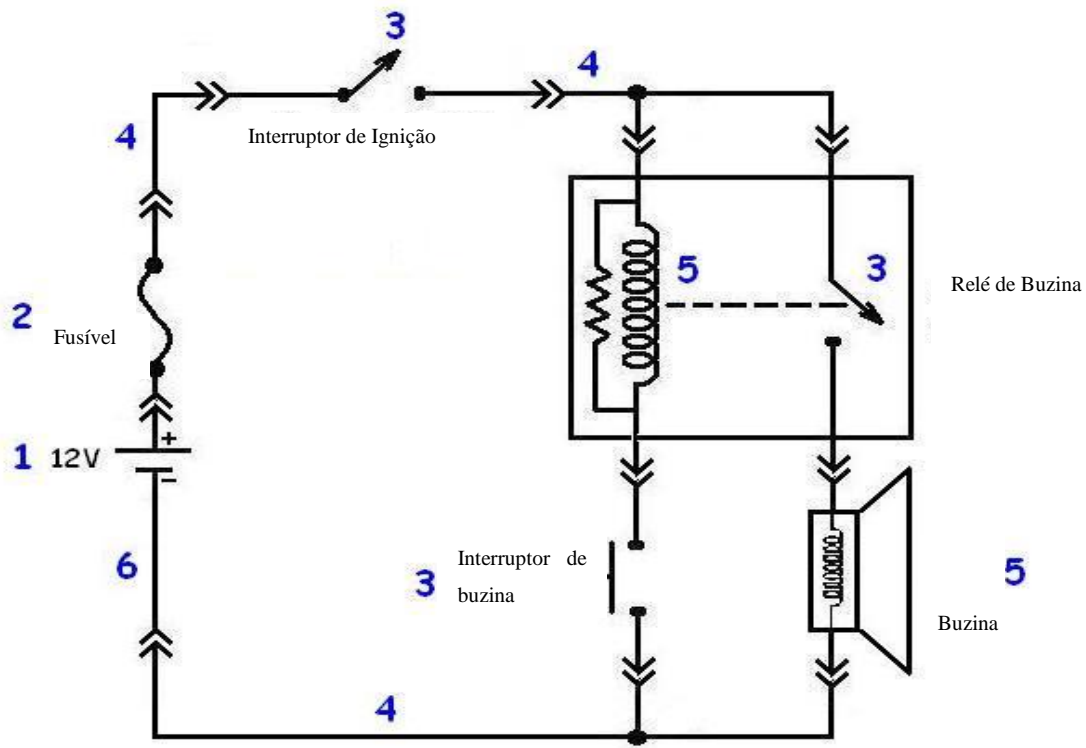 3
4
Interruptor de Ignição
4
5
3
Relé de Buzina
2
Fusível
+
1 12V
−
6
3
Interruptor de
buzina
5
Buzina
4